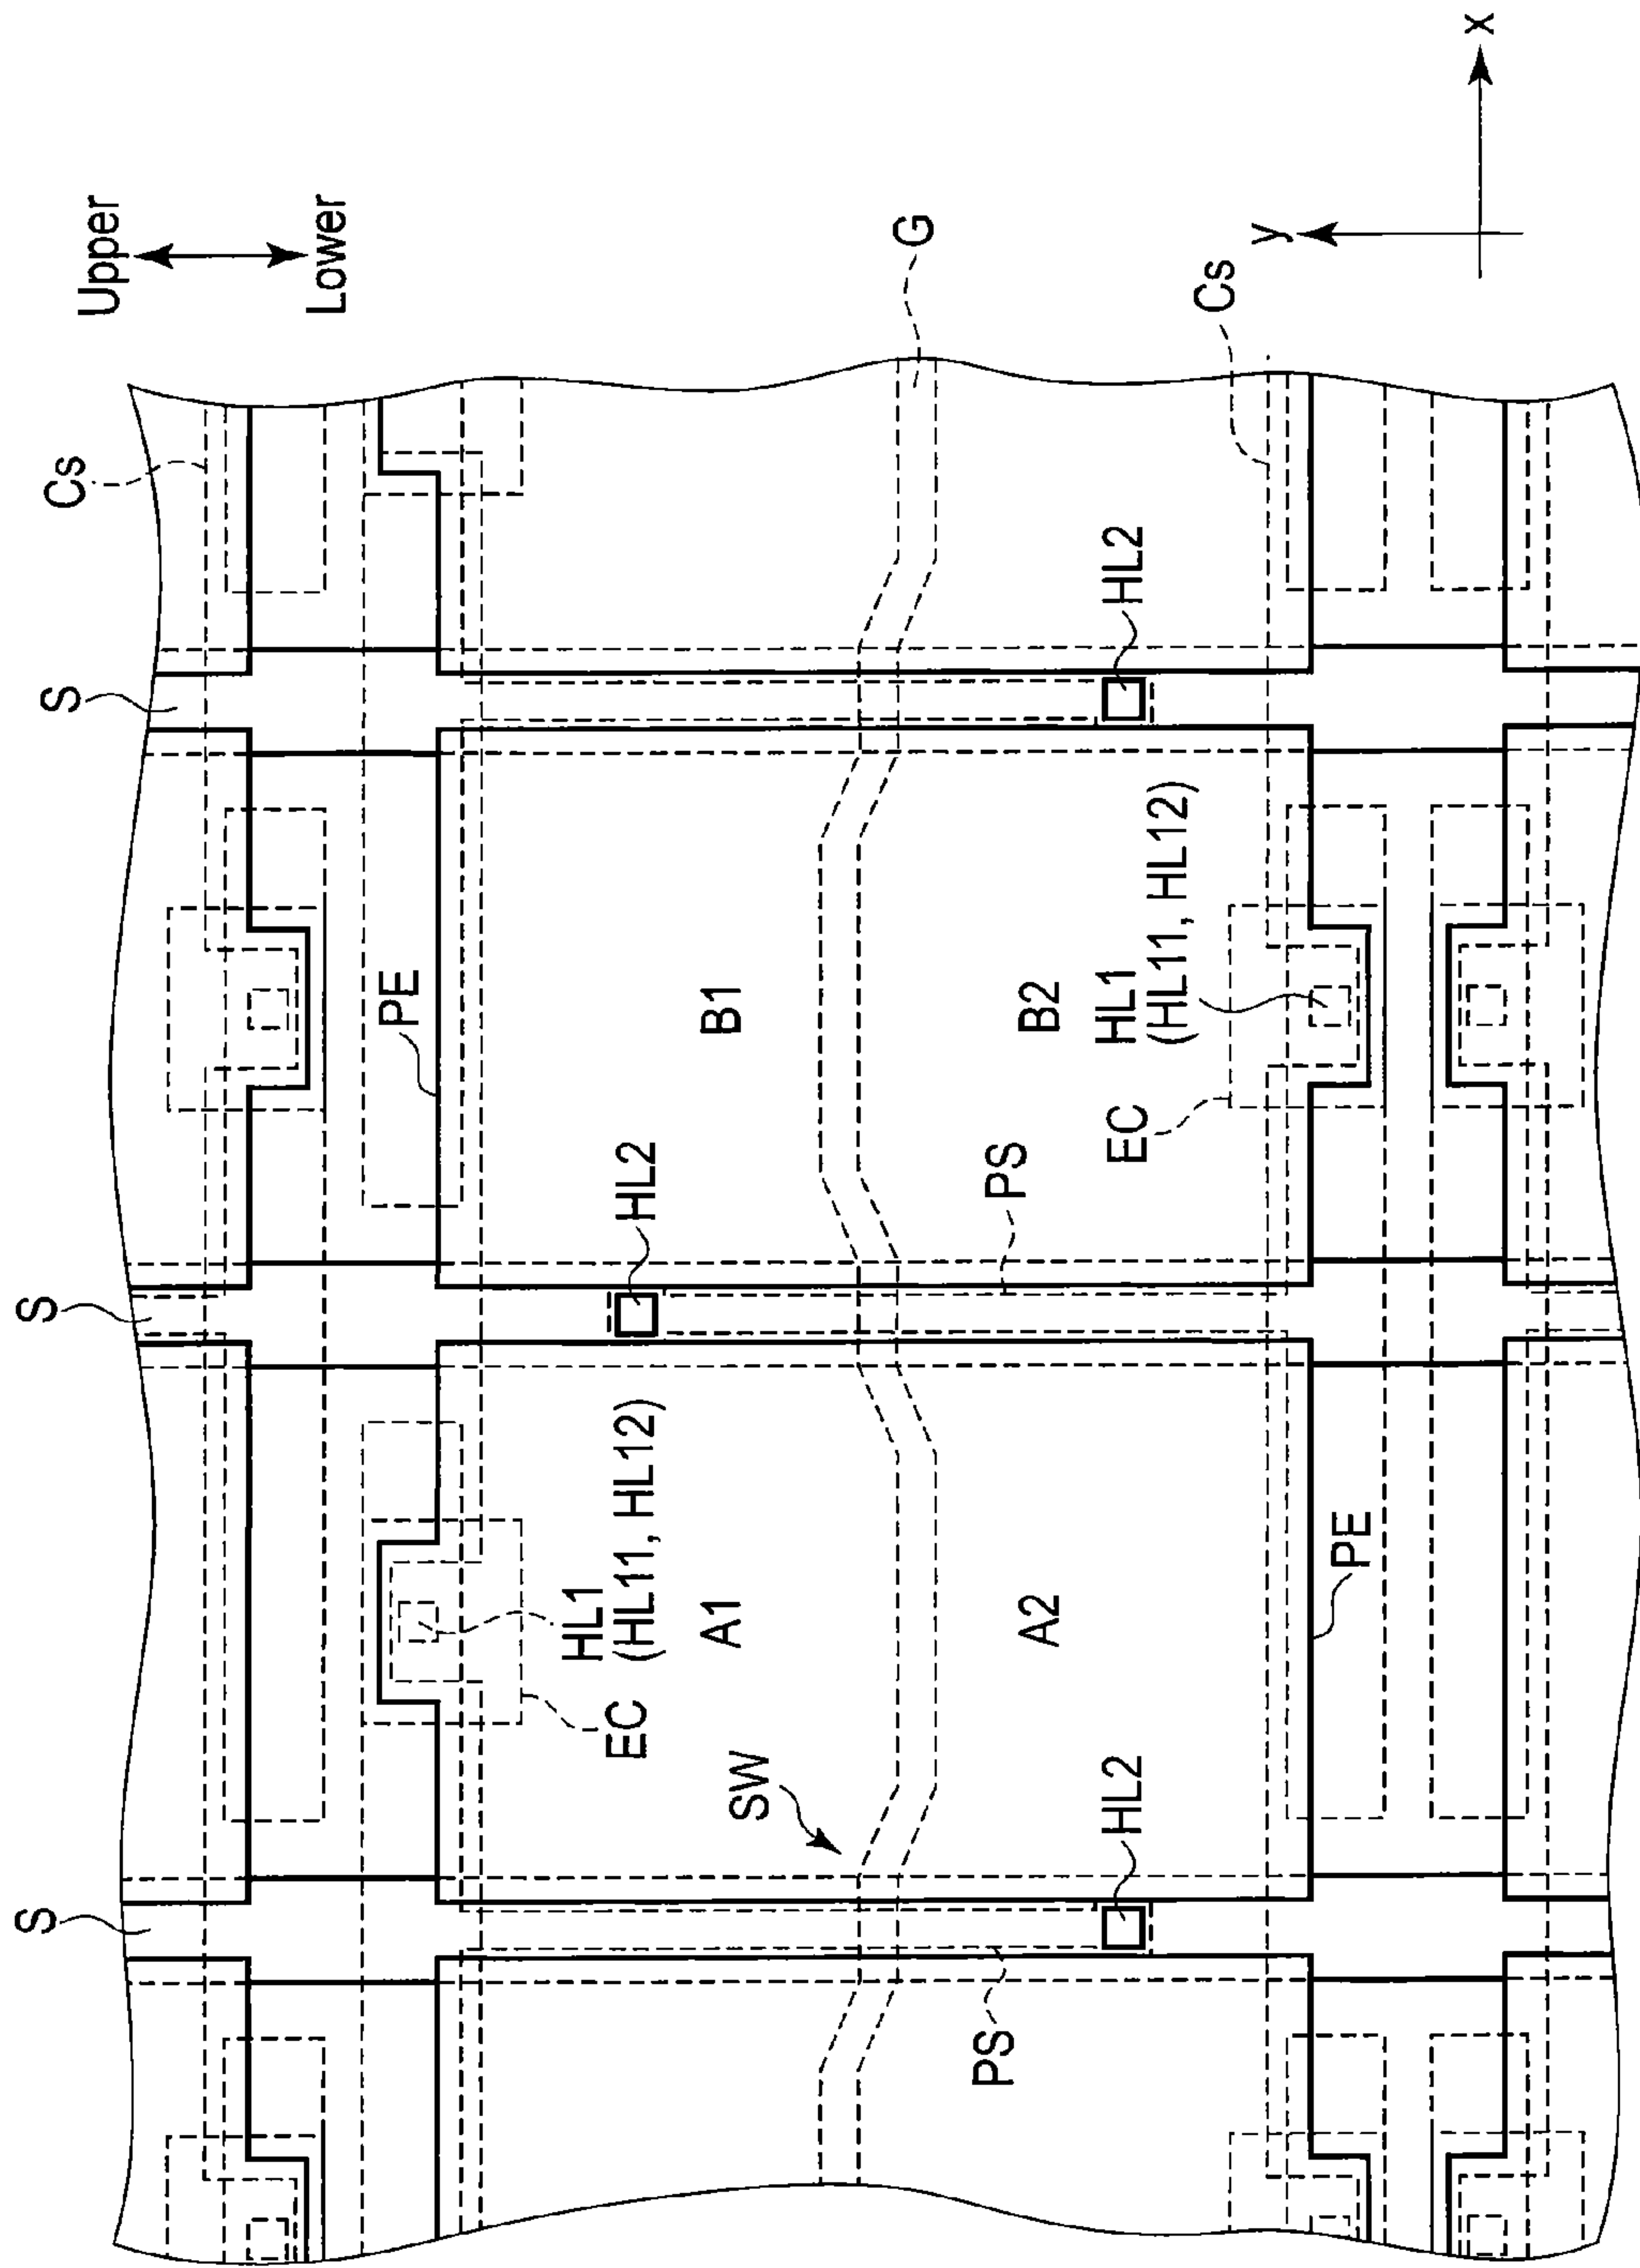 S
S
S
Cs
Upper
Lower
PE
HL1
(HL11, HL12)
EC
HL2
A1
B1
SW
G
PS
PS
A2
B2
HL2
EC
HL1
(HL11, HL12)
HL2
Cs
y
PE
x